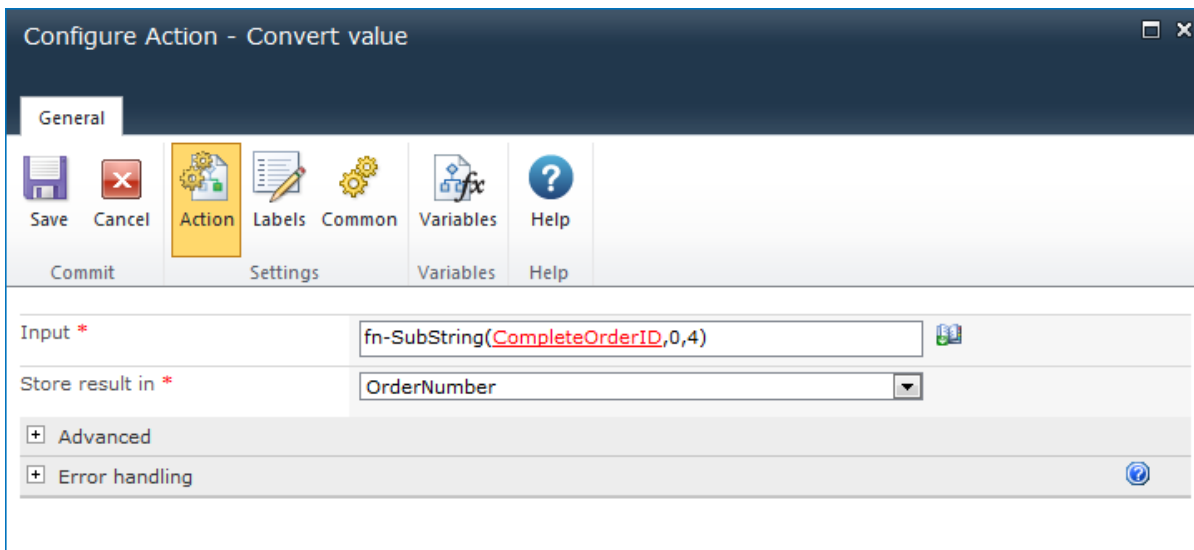 Configure Action - Convert value
General
Save Cancel Action Labels Common Variables Help
Commit Settings Variables Help
Input *
fn-SubString(CompleteOrderID,0,4)
Store result in *
OrderNumber
Advanced
Error handling